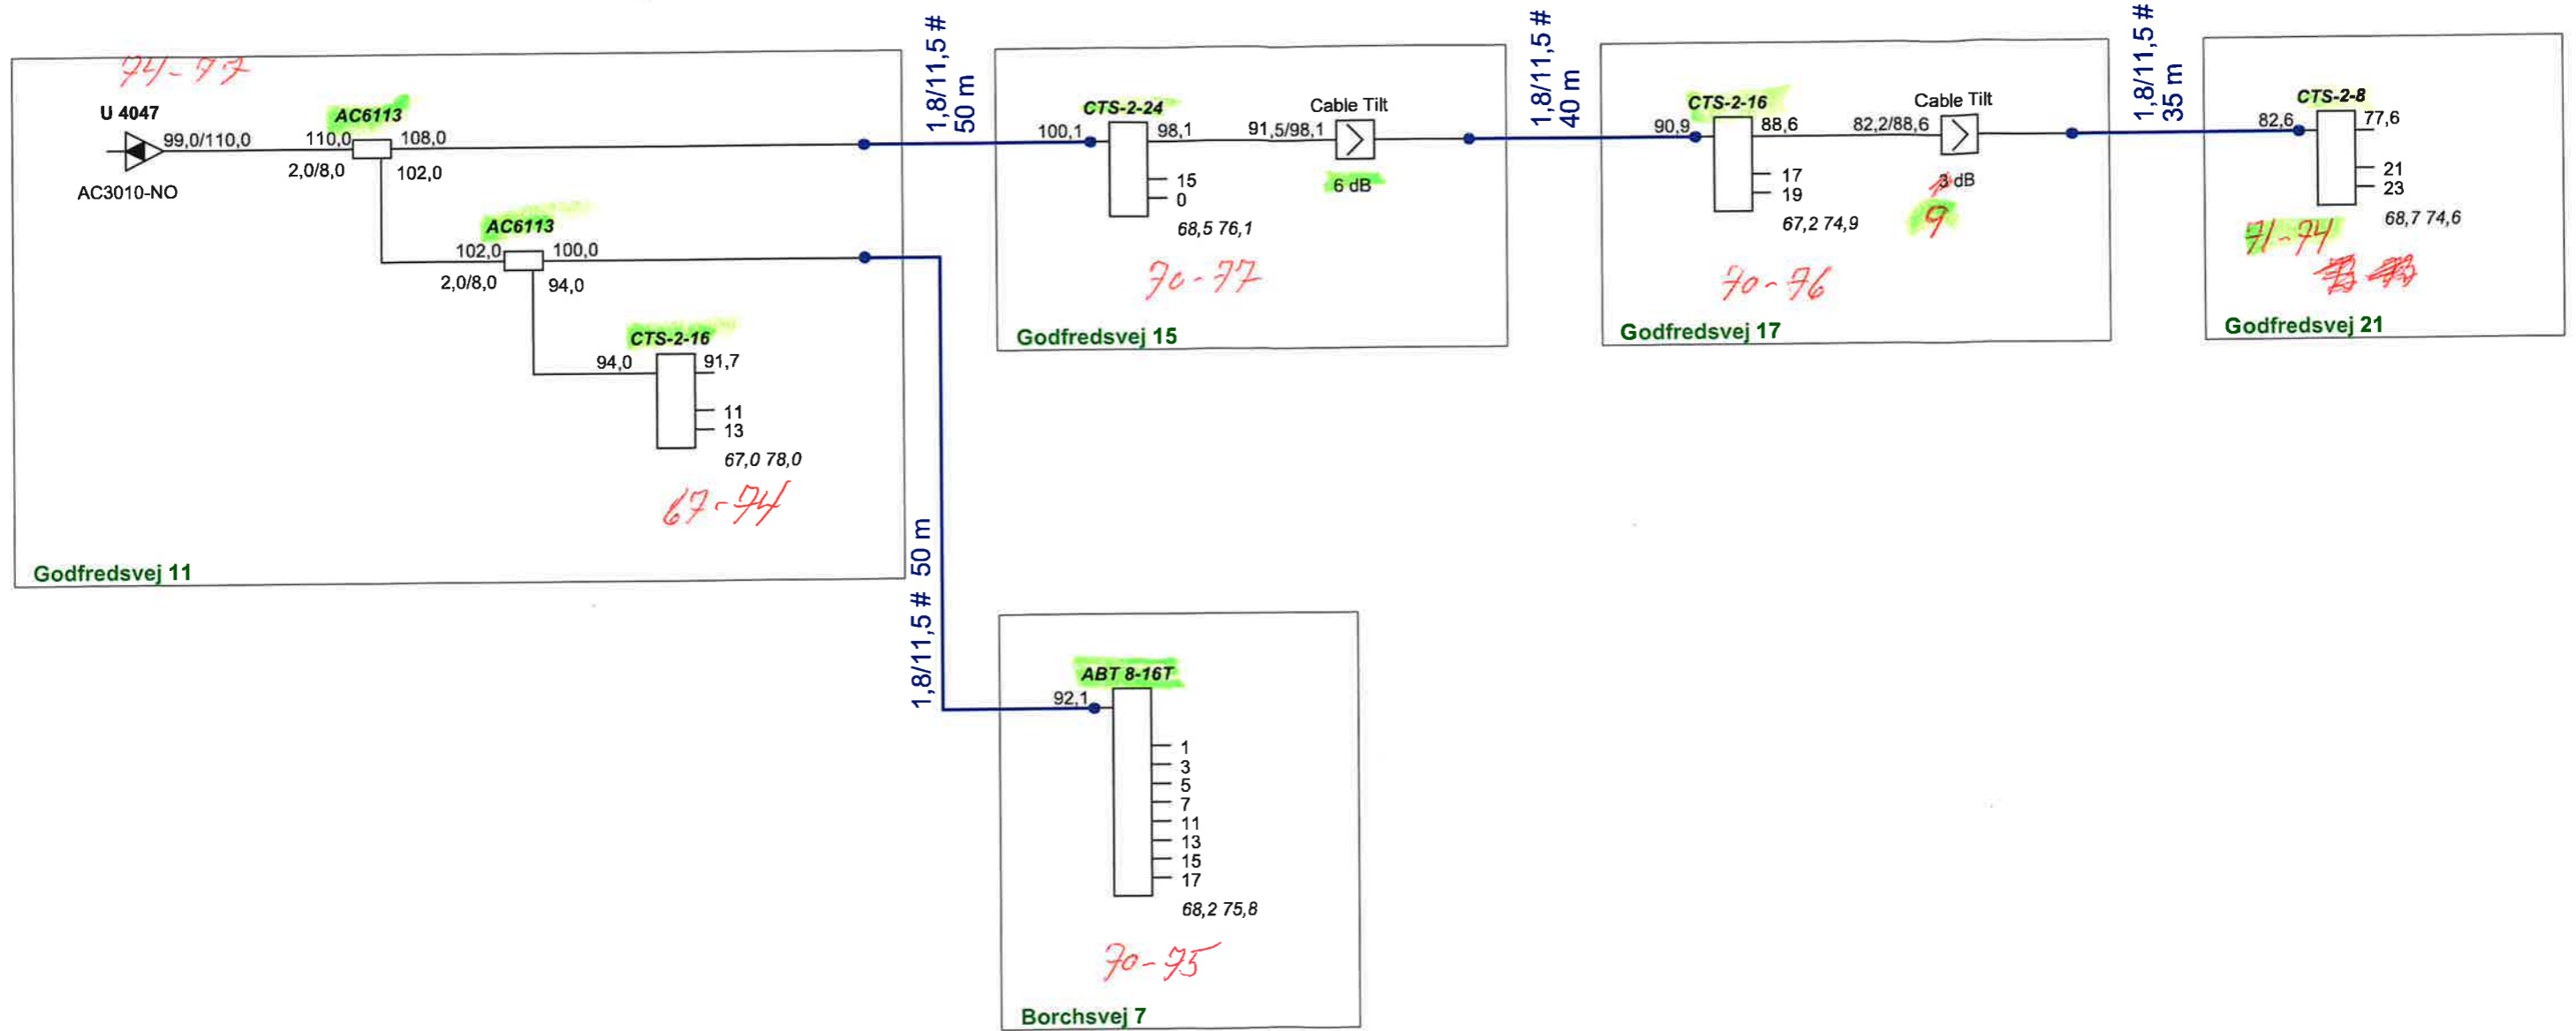 74-77
U 4047
99,0/110,0
AC3010-NO
AC6113
110,0
108,0
2,0/8,0
102,0
AC6113
102,0
100,0
2,0/8,0
94,0
CTS-2-16
94,0
91,7
11
13
67,0 78,0
67-74
Godfredsvej 11
1,8/11,5 #
50 m
1,8/11,5 # 50 m
CTS-2-24
100,1
98,1
15
0
68,5 76,1
70-77
91,5/98,1
Cable Tilt
6 dB
Godfredsvej 15
1,8/11,5 #
40 m
CTS-2-16
90,9
88,6
17
19
67,2 74,9
70-76
82,2/88,6
Cable Tilt
3 dB
9
Godfredsvej 17
1,8/11,5 #
35 m
CTS-2-8
82,6
77,6
21
23
68,7 74,6
71-74
Godfredsvej 21
ABT 8-16T
92,1
1
3
5
7
11
13
15
17
68,2 75,8
70-75
Borchsvej 7